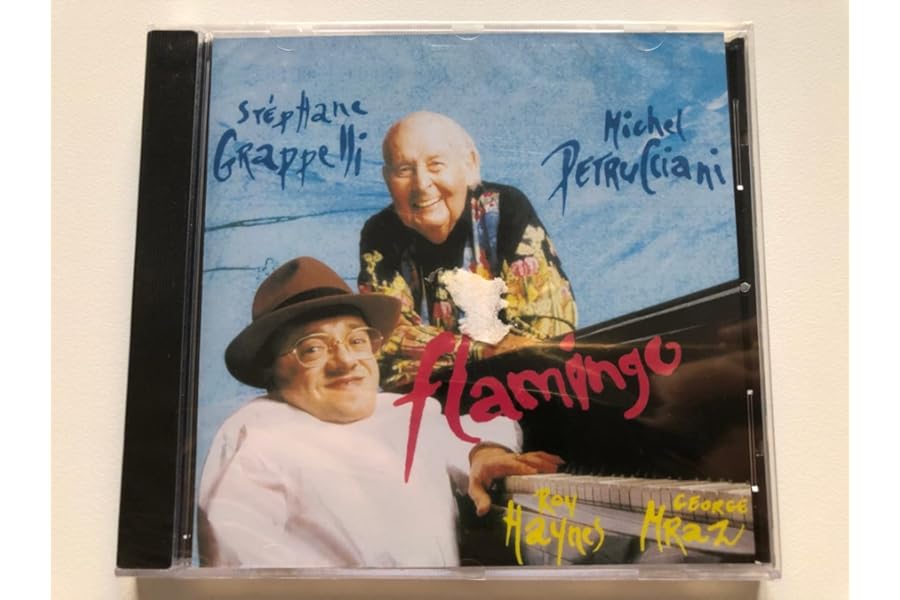 Stéphane
Grappelli
Michel
Petrucciani
flamingo
Roy
Haynes
George
Mraz